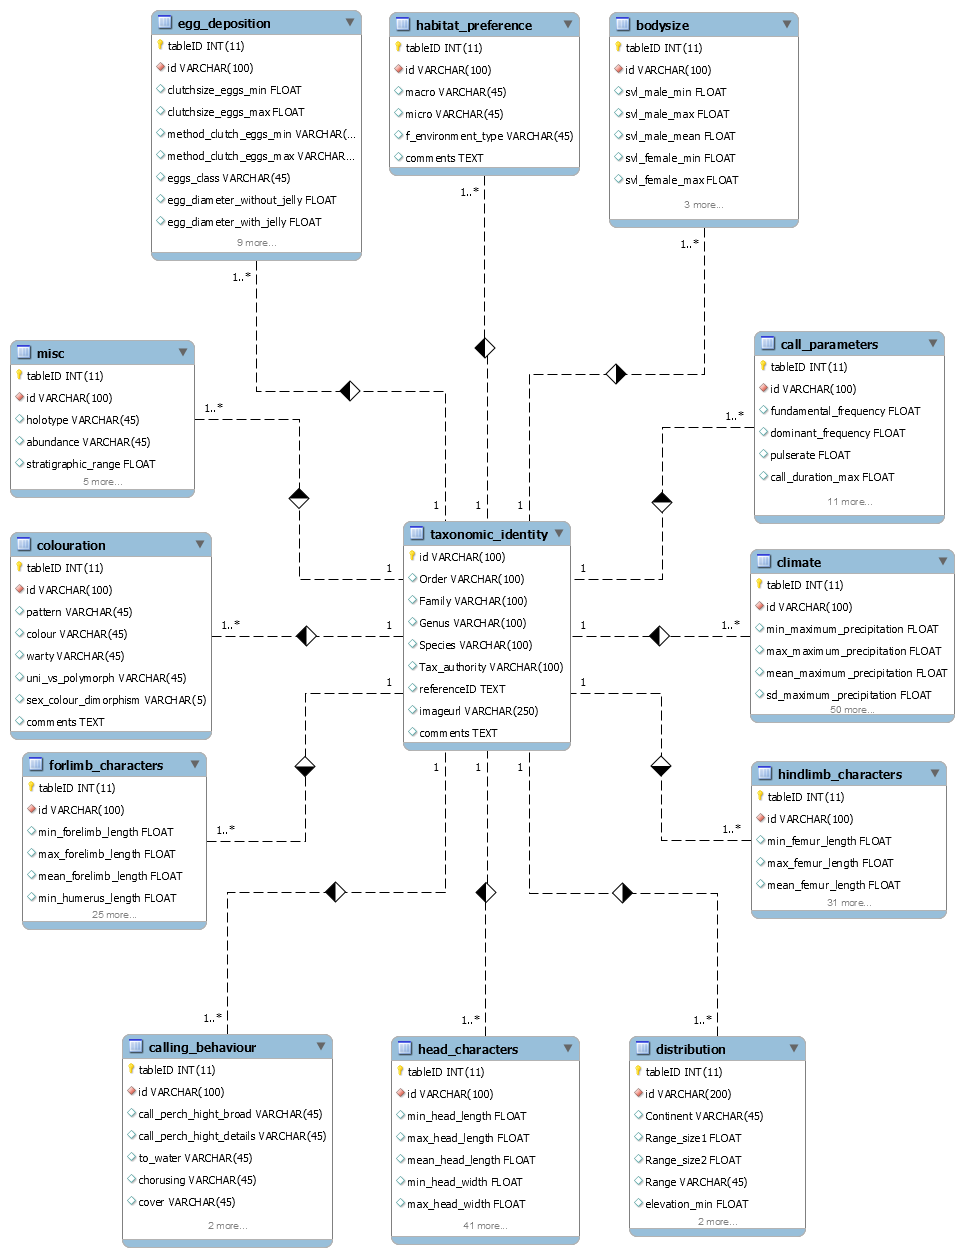 egg_deposition
tableID INT(11)
id VARCHAR(100)
clutchsize_eggs_min FLOAT
clutchsize_eggs_max FLOAT
method_clutch_eggs_min VARCHAR(...
method_clutch_eggs_max VARCHAR...
eggs_class VARCHAR(45)
egg_diameter_without_jelly FLOAT
egg_diameter_with_jelly FLOAT
9 more...
1..*
habitat_preference
tableID INT(11)
id VARCHAR(100)
macro VARCHAR(45)
micro VARCHAR(45)
f_environment_type VARCHAR(45)
comments TEXT
1..*
bodysize
tableID INT(11)
id VARCHAR(100)
svl_male_min FLOAT
svl_male_max FLOAT
svl_male_mean FLOAT
svl_female_min FLOAT
svl_female_max FLOAT
3 more...
1..*
misc
tableID INT(11)
id VARCHAR(100)
holotype VARCHAR(45)
abundance VARCHAR(45)
stratigraphic_range FLOAT
5 more...
1..*
call_parameters
tableID INT(11)
id VARCHAR(100)
fundamental_frequency FLOAT
dominant_frequency FLOAT
pulserate FLOAT
call_duration_max FLOAT
11 more...
1..*
1
1
1
taxonomic_identity
id VARCHAR(100)
Order VARCHAR(100)
Family VARCHAR(100)
Genus VARCHAR(100)
Species VARCHAR(100)
Tax_authority VARCHAR(100)
referenceID TEXT
imageurl VARCHAR(250)
comments TEXT
1
1
1
1
1
1
1
1
1
colouration
tableID INT(11)
id VARCHAR(100)
pattern VARCHAR(45)
colour VARCHAR(45)
warty VARCHAR(45)
uni_vs_polymorph VARCHAR(45)
sex_colour_dimorphism VARCHAR(5)
comments TEXT
1..*
climate
tableID INT(11)
id VARCHAR(100)
min_maximum_precipitation FLOAT
max_maximum_precipitation FLOAT
mean_maximum_precipitation FLOAT
sd_maximum_precipitation FLOAT
50 more...
1..*
forlimb_characters
tableID INT(11)
id VARCHAR(100)
min_forelimb_length FLOAT
max_forelimb_length FLOAT
mean_forelimb_length FLOAT
min_humerus_length FLOAT
25 more...
1..*
hindlimb_characters
tableID INT(11)
id VARCHAR(100)
min_femur_length FLOAT
max_femur_length FLOAT
mean_femur_length FLOAT
31 more...
1..*
1..*
calling_behaviour
tableID INT(11)
id VARCHAR(100)
call_perch_hight_broad VARCHAR(45)
call_perch_hight_details VARCHAR(45)
to_water VARCHAR(45)
chorusing VARCHAR(45)
cover VARCHAR(45)
2 more...
1..*
head_characters
tableID INT(11)
id VARCHAR(100)
min_head_length FLOAT
max_head_length FLOAT
mean_head_length FLOAT
min_head_width FLOAT
max_head_width FLOAT
41 more...
1..*
distribution
tableID INT(11)
id VARCHAR(200)
Continent VARCHAR(45)
Range_size1 FLOAT
Range_size2 FLOAT
Range VARCHAR(45)
elevation_min FLOAT
2 more...